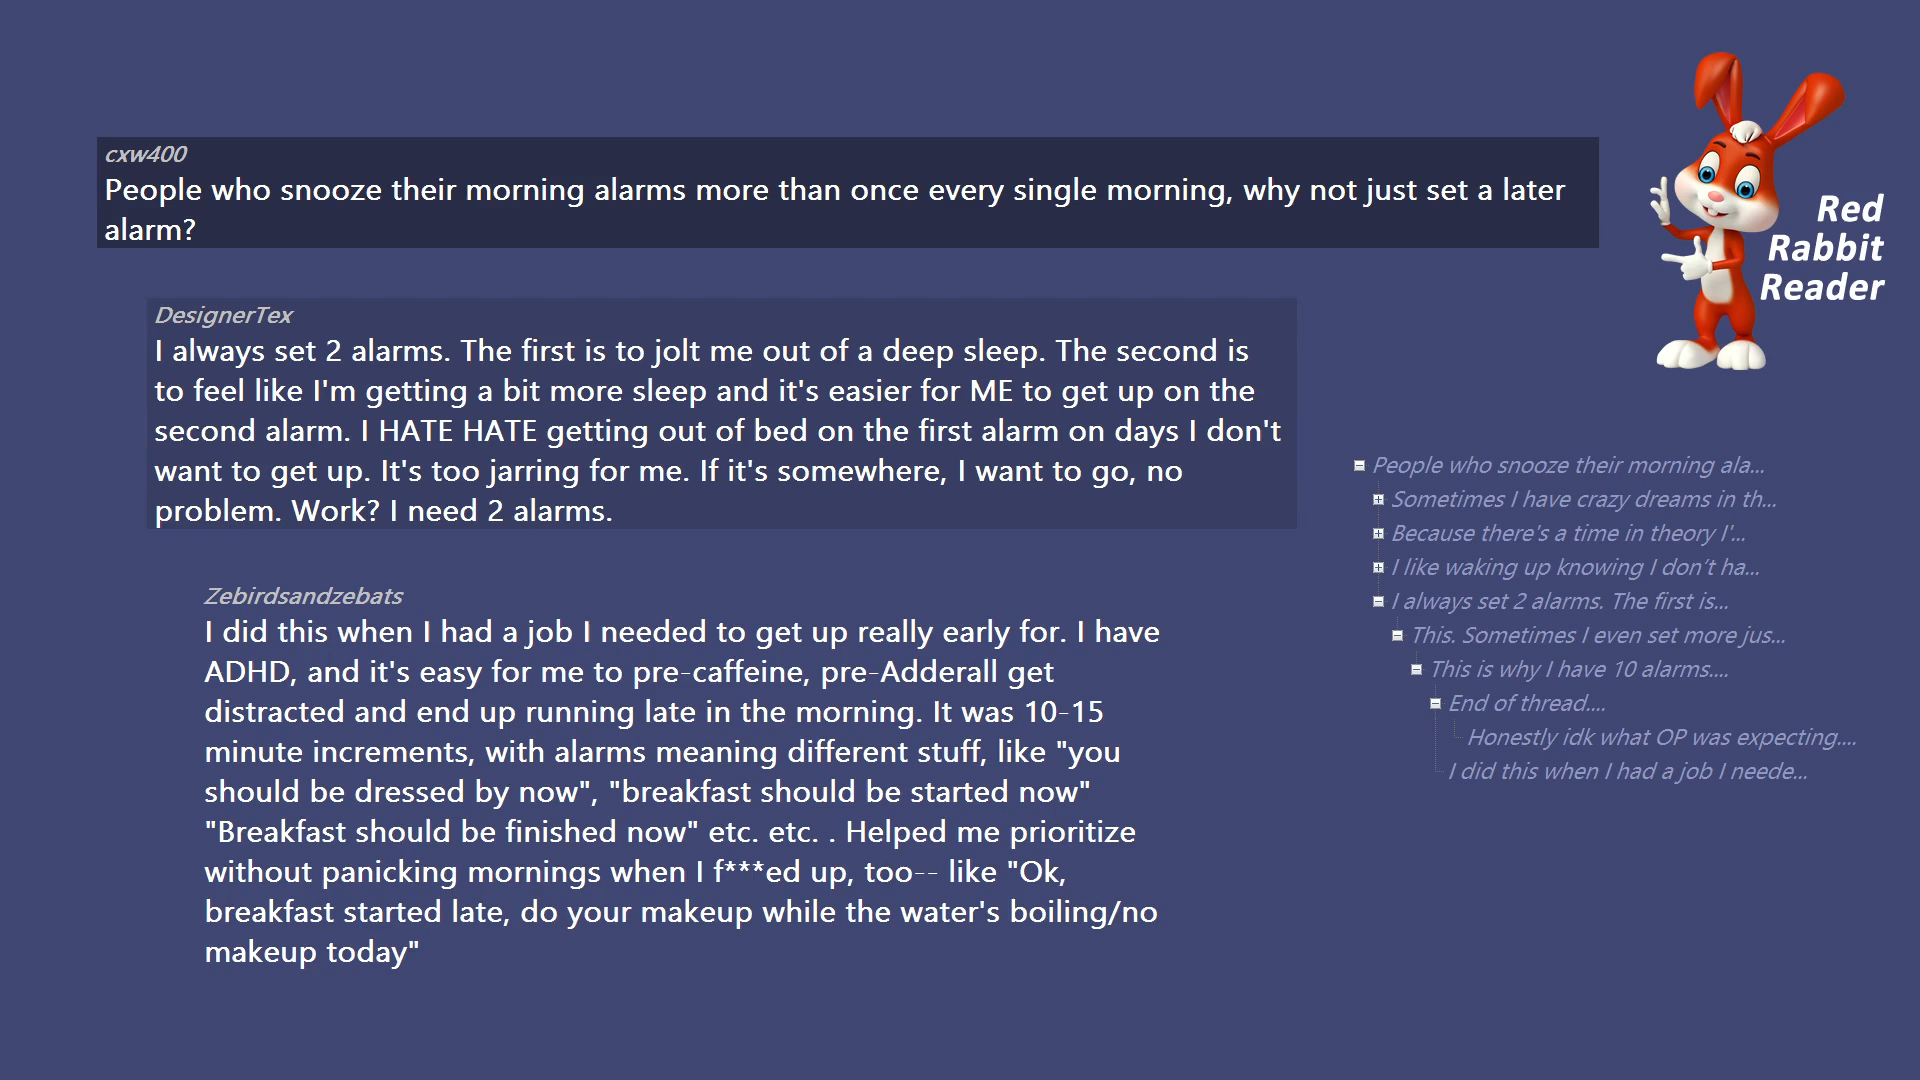 cxw400
People who snooze their morning alarms more than once every single morning, why not just set a later
alarm?
DesignerTex
I always set 2 alarms. The first is to jolt me out of a deep sleep. The second is
to feel like I'm getting a bit more sleep and it's easier for ME to get up on the
second alarm. I HATE HATE getting out of bed on the first alarm on days I don't
want to get up. It's too jarring for me. If it's somewhere, I want to go, no
problem. Work? I need 2 alarms.
Zebirdsandzebats
I did this when I had a job I needed to get up really early for. I have
ADHD, and it's easy for me to pre-caffeine, pre-Adderall get
distracted and end up running late in the morning. It was 10-15
minute increments, with alarms meaning different stuff, like "you
should be dressed by now", "breakfast should be started now"
"Breakfast should be finished now" etc. etc. . Helped me prioritize
without panicking mornings when I f***ed up, too-- like "Ok,
breakfast started late, do your makeup while the water's boiling/no
makeup today"
Red
Rabbit
Reader
People who snooze their morning ala...
Sometimes I have crazy dreams in th...
Because there's a time in theory I'...
I like waking up knowing I don’t ha...
I always set 2 alarms. The first is...
This. Sometimes I even set more jus...
This is why I have 10 alarms....
End of thread....
Honestly idk what OP was expecting....
I did this when I had a job I neede...